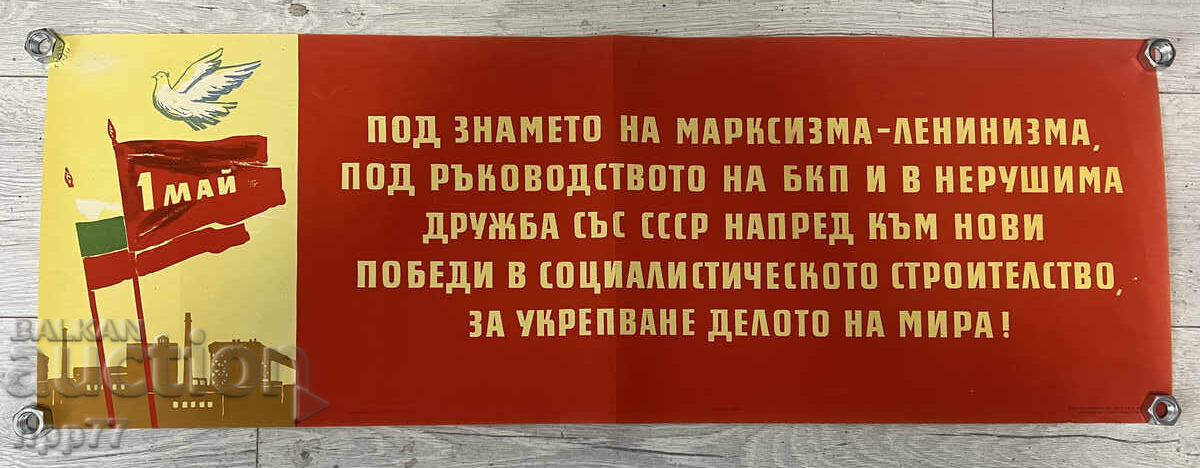 1 МАЙ
ПОД ЗНАМЕТО НА МАРКСИЗМА-ЛЕНИНИЗМА,
ПОД РЪКОВОДСТВОТО НА БКП И В НЕРУШИМА
ДРУЖБА СЪС СССР НАПРЕД КЪМ НОВИ
ПОБЕДИ В СОЦИАЛИСТИЧЕСКОТО СТРОИТЕЛСТВО,
ЗА УКРЕПВАНЕ ДЕЛОТО НА МИРА!
BALKAN
auction
hpp77